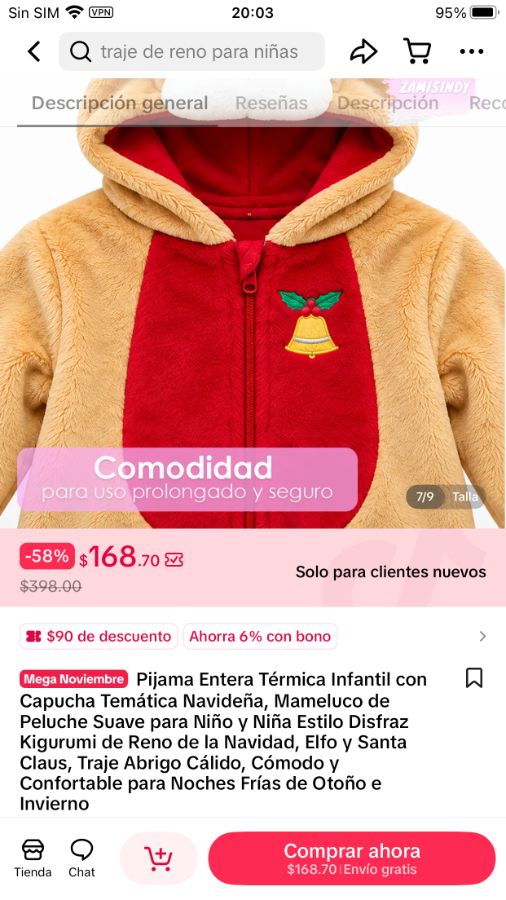 Sin SIM VPN 20:03 95%
traje de reno para niñas
ZAMISINDY
Descripción general Reseñas Descripción Reco
Comodidad
para uso prolongado y seguro
7/9 Talla
-58% $168.70
$398.00
Solo para clientes nuevos
$90 de descuento Ahorra 6% con bono
Mega Noviembre Pijama Entera Térmica Infantil con
Capucha Temática Navideña, Mameluco de
Peluche Suave para Niño y Niña Estilo Disfraz
Kigurumi de Reno de la Navidad, Elfo y Santa
Claus, Traje Abrigo Cálido, Cómodo y
Confortable para Noches Frías de Otoño e
Invierno
Tienda Chat
Comprar ahora
$168.70 | Envío gratis